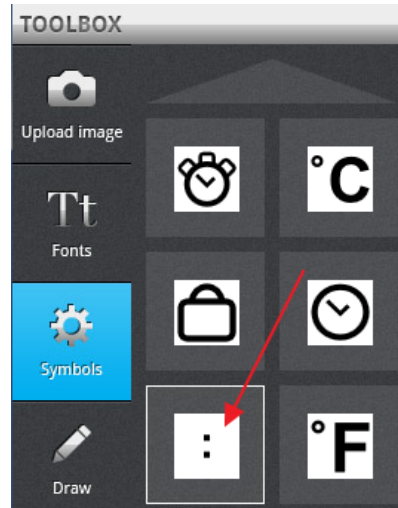 TOOLBOX
Upload image
°C
Tt
Fonts
Symbols
:
°F
Draw